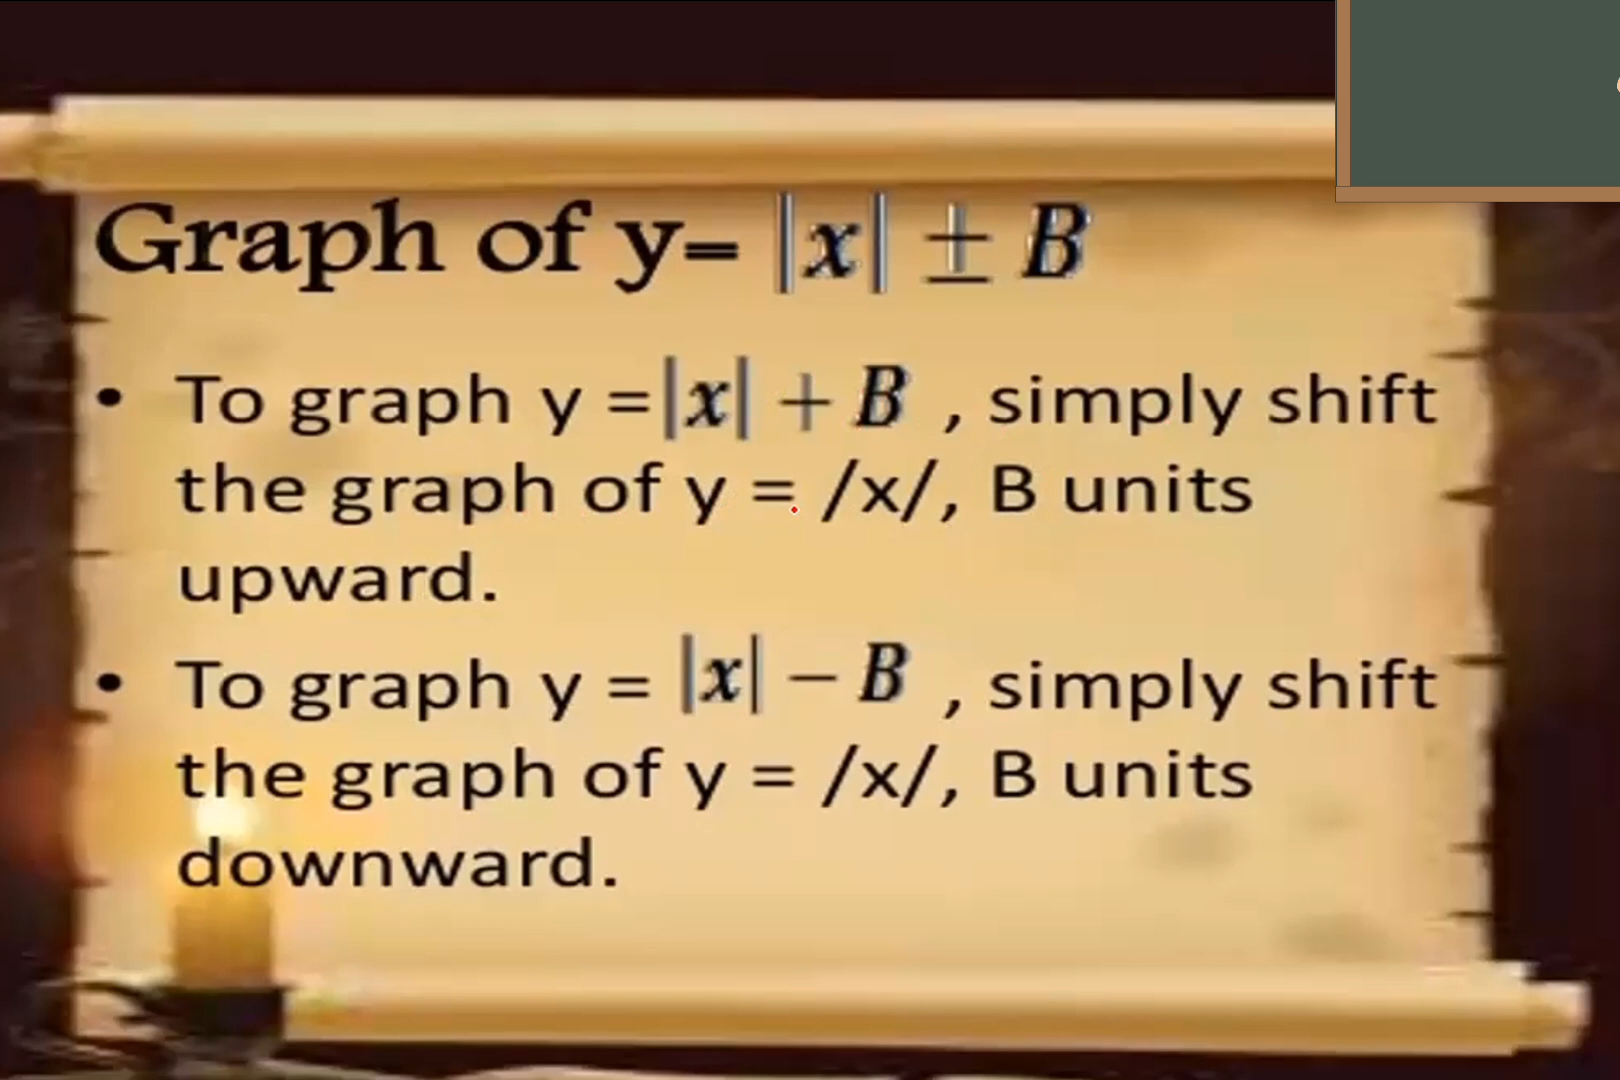 Graph of y= |x| ± B
• To graph y =|x| + B , simply shift
the graph of y = /x/, B units
upward.
• To graph y = |x| − B , simply shift
the graph of y = /x/, B units
downward.